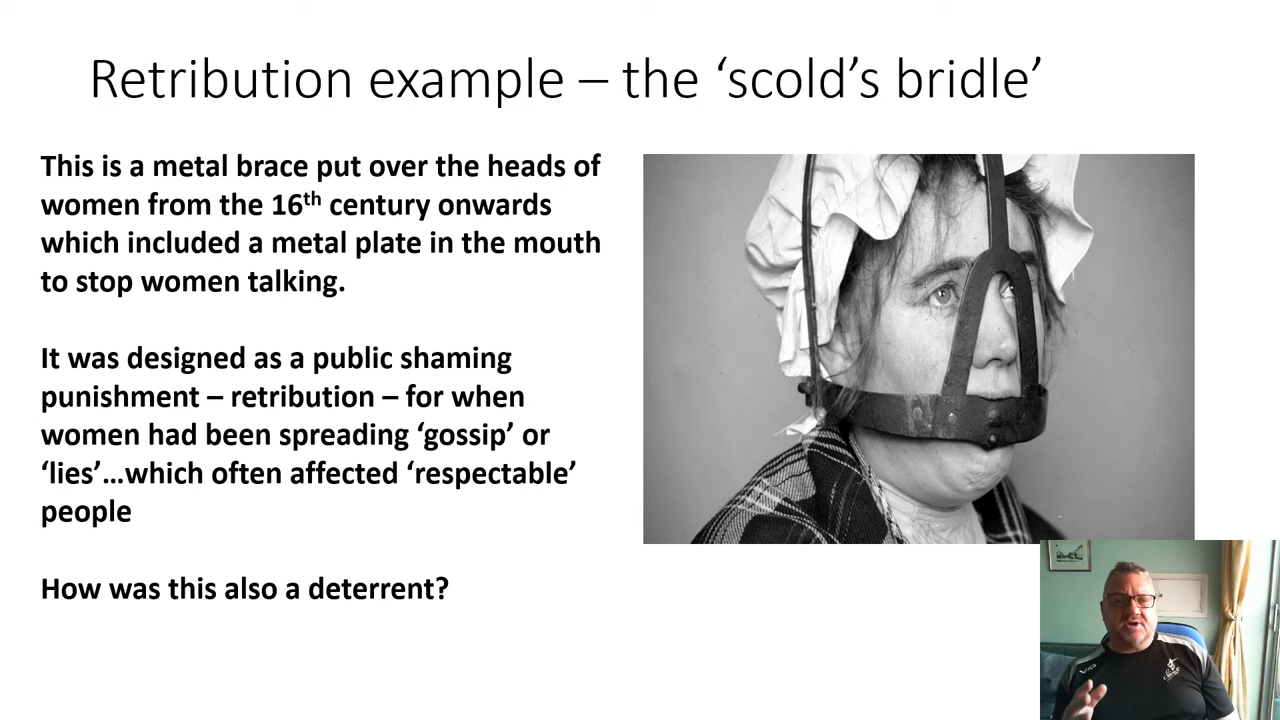 Retribution example – the ‘scold’s bridle’
This is a metal brace put over the heads of
women from the 16th century onwards
which included a metal plate in the mouth
to stop women talking.
It was designed as a public shaming
punishment – retribution – for when
women had been spreading ‘gossip’ or
‘lies’…which often affected ‘respectable’
people
How was this also a deterrent?